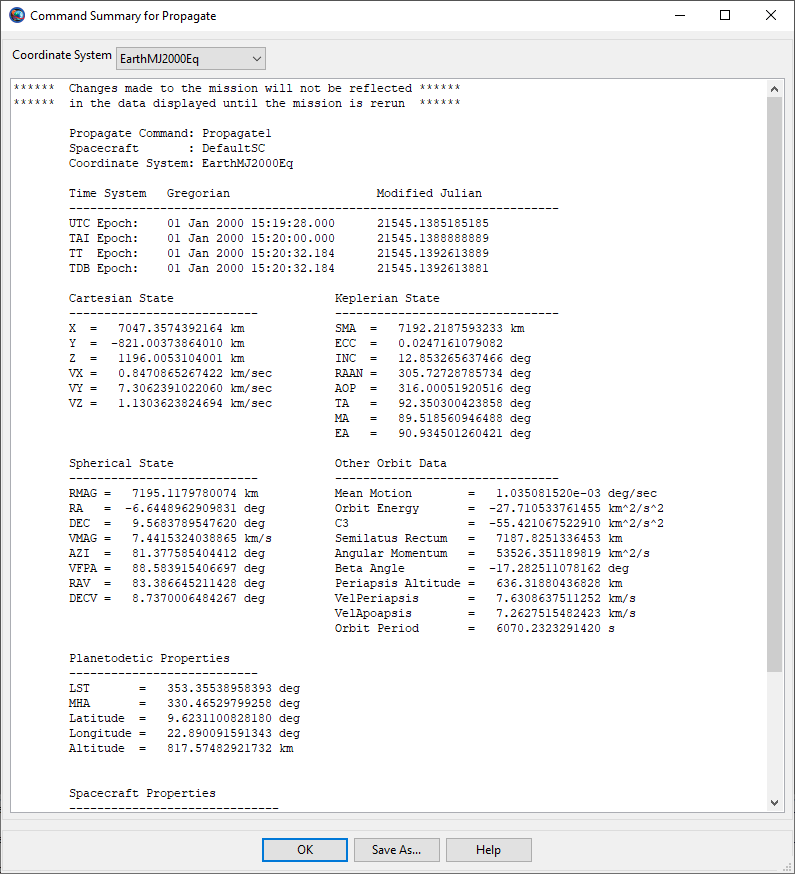 Command Summary for Propagate
Coordinate System EarthMJ2000Eq
****** Changes made to the mission will not be reflected ******
****** in the data displayed until the mission is rerun ******
Propagate Command: Propagate1
Spacecraft : DefaultSC
Coordinate System: EarthMJ2000Eq
Time System Gregorian Modified Julian
----------------------------------------------------------------------
UTC Epoch: 01 Jan 2000 15:19:28.000 21545.1385185185
TAI Epoch: 01 Jan 2000 15:20:00.000 21545.1388888889
TT Epoch: 01 Jan 2000 15:20:32.184 21545.1392613889
TDB Epoch: 01 Jan 2000 15:20:32.184 21545.1392613881
Cartesian State Keplerian State
--------------------------- --------------------------------
X = 7047.3574392164 km SMA = 7192.2187593233 km
Y = -821.00373864010 km ECC = 0.0247161079082
Z = 1196.0053104001 km INC = 12.853265637466 deg
VX = 0.8470865267422 km/sec RAAN = 305.72728785734 deg
VY = 7.3062391022060 km/sec AOP = 316.00051920516 deg
VZ = 1.1303623824694 km/sec TA = 92.350300423858 deg
MA = 89.518560946488 deg
EA = 90.934501260421 deg
Spherical State Other Orbit Data
--------------------------- --------------------------------
RMAG = 7195.1179780074 km Mean Motion = 1.035081520e-03 deg/sec
RA = -6.6448962909831 deg Orbit Energy = -27.710533761455 km^2/s^2
DEC = 9.5683789547620 deg C3 = -55.421067522910 km^2/s^2
VMAG = 7.4415324038865 km/s Semilatus Rectum = 7187.8251336453 km
AZI = 81.377585404412 deg Angular Momentum = 53526.351189819 km^2/s
VFPA = 88.583915406697 deg Beta Angle = -17.282511078162 deg
RAV = 83.386645211428 deg Periapsis Altitude = 636.31880436828 km
DECV = 8.7370006484267 deg VelPeriapsis = 7.6308637511252 km/s
VelApoapsis = 7.2627515482423 km/s
Orbit Period = 6070.2323291420 s
Planetodetic Properties
---------------------------
LST = 353.35538958393 deg
MHA = 330.46529799258 deg
Latitude = 9.6231100828180 deg
Longitude = 22.890091591343 deg
Altitude = 817.57482921732 km
Spacecraft Properties
------------------------------
OK Save As... Help